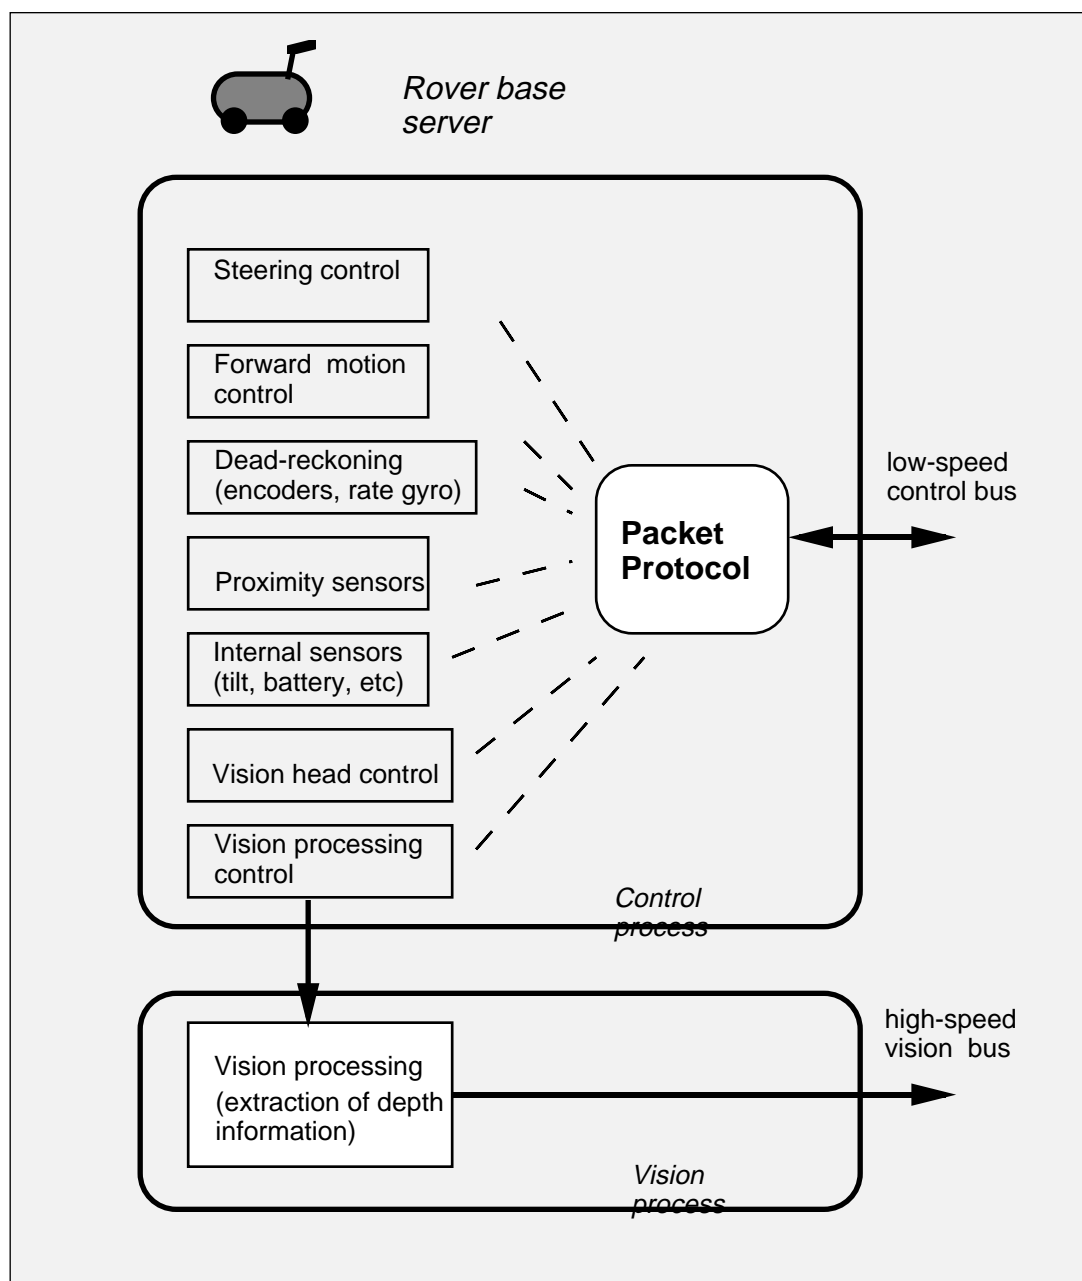 Rover base
server
Steering control
Forward motion
control
Dead-reckoning
(encoders, rate gyro)
Proximity sensors
Internal sensors
(tilt, battery, etc)
Vision head control
Vision processing
control
Packet
Protocol
low-speed
control bus
Control
process
Vision processing
(extraction of depth
information)
high-speed
vision bus
Vision
process